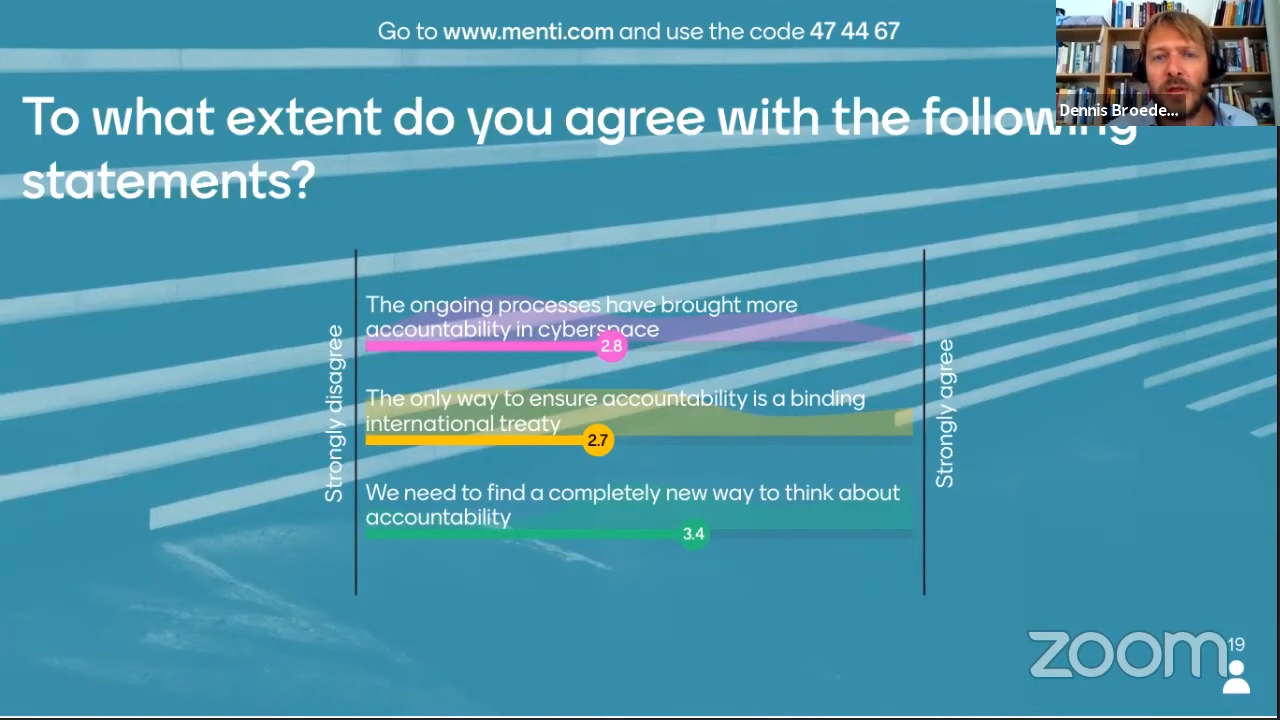 Go to www.menti.com and use the code 47 44 67
Dennis Broede...
To what extent do you agree with the following
statements?
Strongly disagree
The ongoing processes have brought more
accountability in cyberspace
2.8
The only way to ensure accountability is a binding
international treaty
2.7
We need to find a completely new way to think about
accountability
3.4
Strongly agree
zoom
19